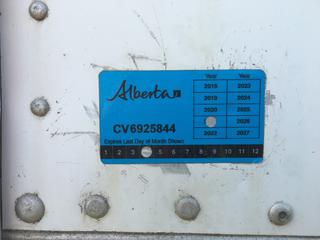 Alberta
Year Year
2018 2023
2019 2024
2020 2025
2026
2022 2027
CV6925844
Expires Last Day of Month Shown
1 2 3 5 6 7 8 9 10 11 12